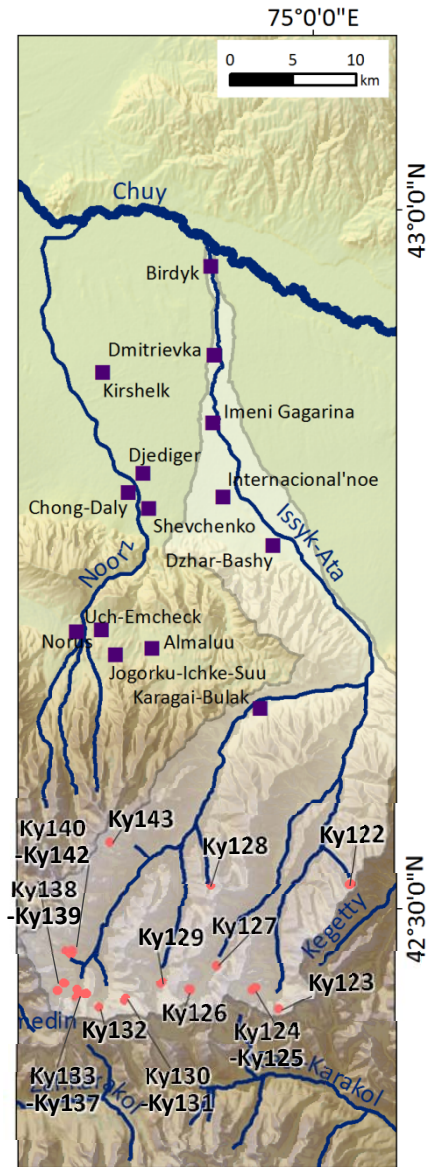 75°0'0"E
0 5 10
km
Chuy
43°0'0"N
Birdyk
Dmitrievka
Kirshelk
Imeni Gagarina
Djediger
Internacional'noe
Chong-Daly
Shevchenko
Issyk-Ata
Noorz
Dzhar-Bashy
Uch-Emcheck
Norus
Almaluu
Jogorku-Ichke-Suu
Karagai-Bulak
Ky140
-Ky142
Ky143
Ky128
Ky122
Ky138
-Ky139
Ky129
Ky127
Kegetty
42°30'0"N
Ky126
Ky123
nedin
Ky132
Ky124
-Ky125
Ky133
-Ky137
Ky130
-Ky131
Karakol
karakol